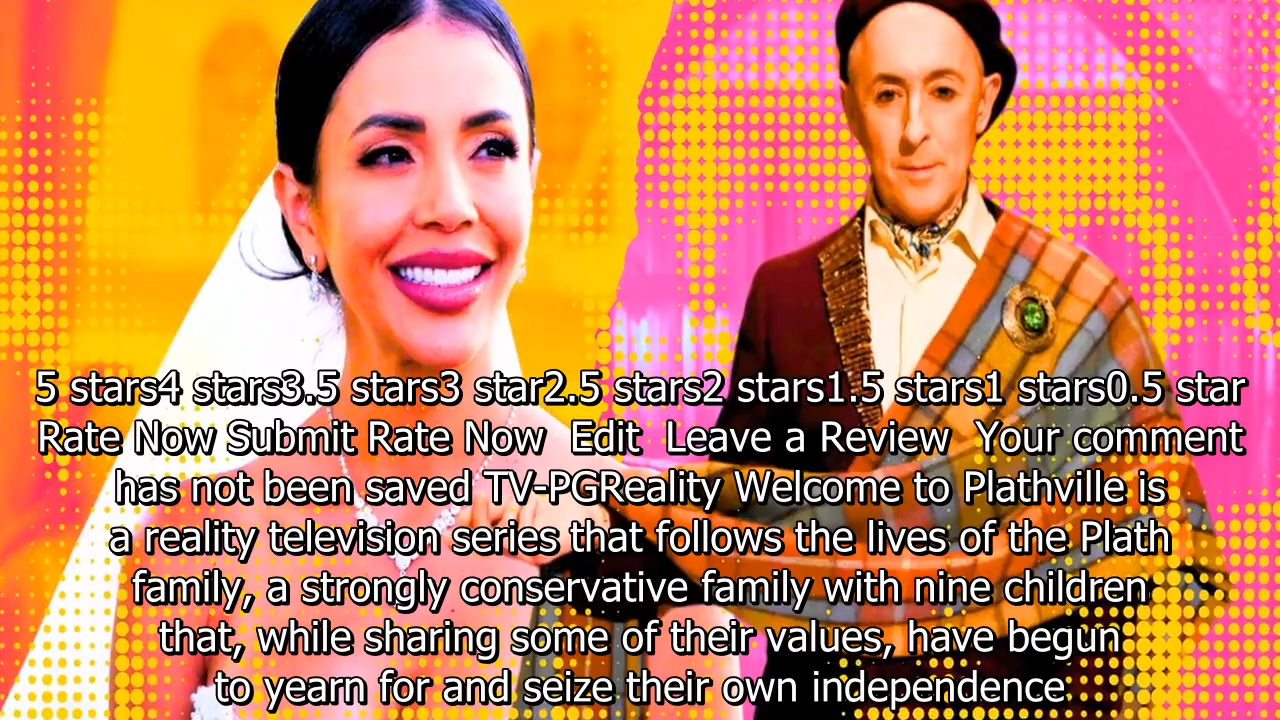 5 stars4 stars3.5 stars3 star2.5 stars2 stars1.5 stars1 stars0.5 star
Rate Now Submit Rate Now  Edit  Leave a Review  Your comment
has not been saved TV-PGReality Welcome to Plathville is
a reality television series that follows the lives of the Plath
family, a strongly conservative family with nine children
that, while sharing some of their values, have begun
to yearn for and seize their own independence